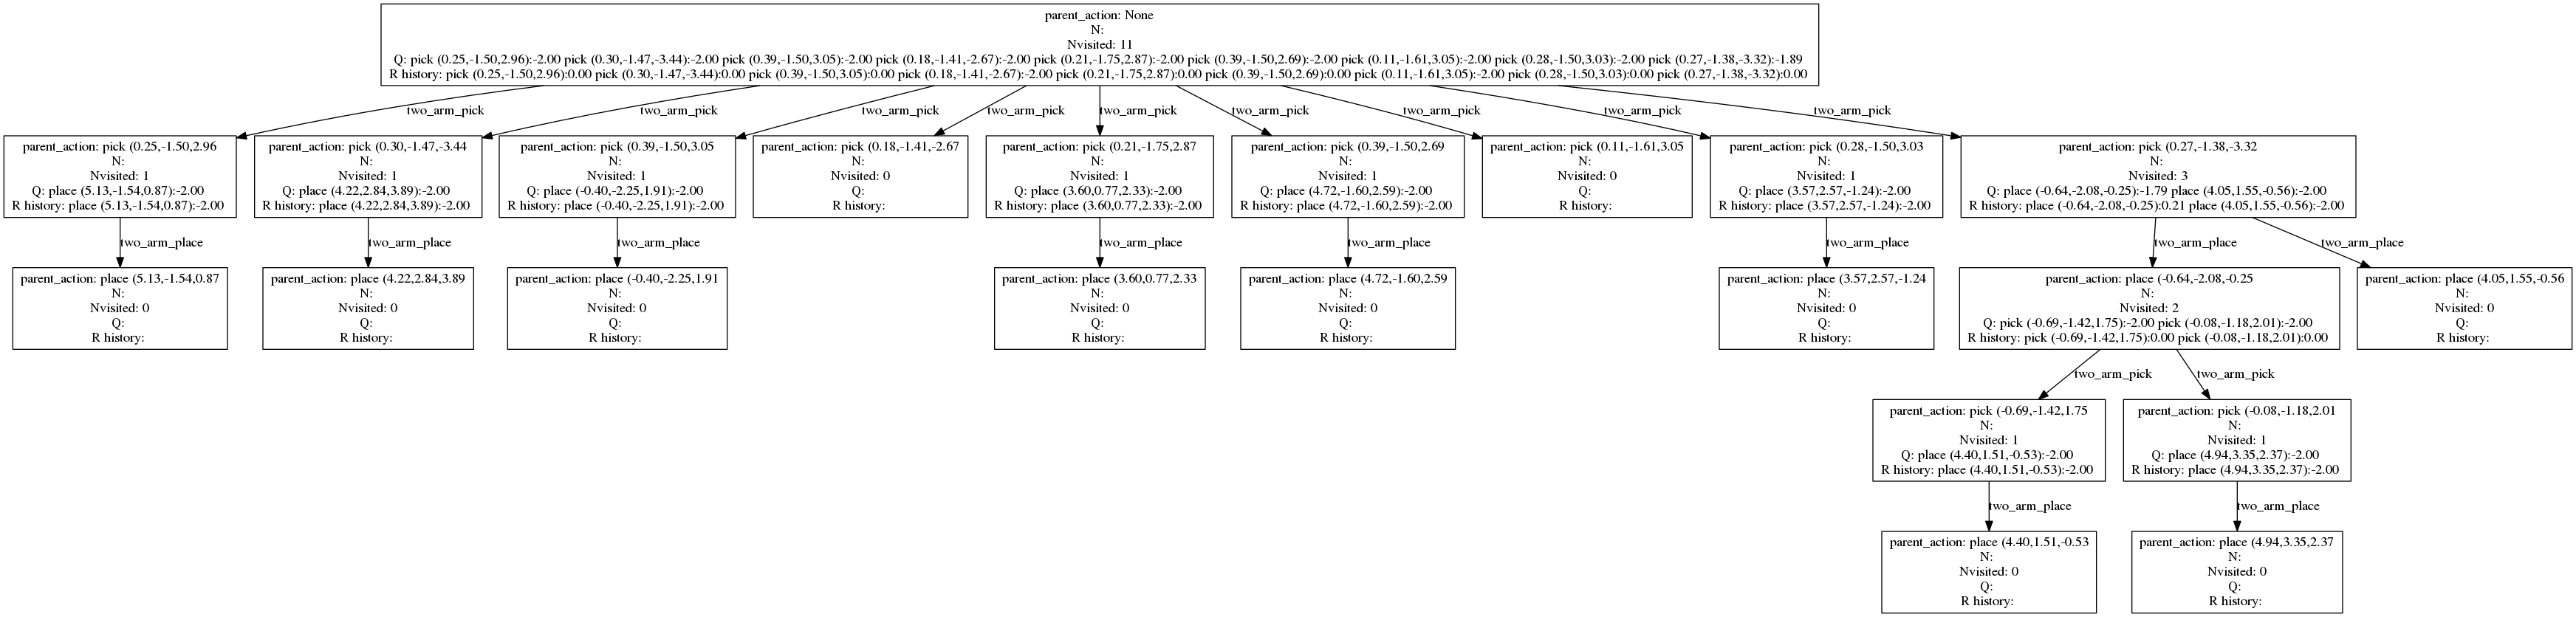 parent_action: None
N:
Nvisited: 11
Q: pick (0.25,-1.50,2.96):-2.00 pick (0.30,-1.47,-3.44):-2.00 pick (0.39,-1.50,3.05):-2.00 pick (0.18,-1.41,-2.67):-2.00 pick (0.21,-1.75,2.87):-2.00 pick (0.39,-1.50,2.69):-2.00 pick (0.11,-1.61,3.05):-2.00 pick (0.28,-1.50,3.03):-2.00 pick (0.27,-1.38,-3.32):-1.89
R history: pick (0.25,-1.50,2.96):0.00 pick (0.30,-1.47,-3.44):0.00 pick (0.39,-1.50,3.05):0.00 pick (0.18,-1.41,-2.67):-2.00 pick (0.21,-1.75,2.87):0.00 pick (0.39,-1.50,2.69):0.00 pick (0.11,-1.61,3.05):-2.00 pick (0.28,-1.50,3.03):0.00 pick (0.27,-1.38,-3.32):0.00
two_arm_pick
two_arm_pick
two_arm_pick
two_arm_pick
two_arm_pick
two_arm_pick
two_arm_pick
two_arm_pick
two_arm_pick
parent_action: pick (0.25,-1.50,2.96
N:
Nvisited: 1
Q: place (5.13,-1.54,0.87):-2.00
R history: place (5.13,-1.54,0.87):-2.00
parent_action: pick (0.30,-1.47,-3.44
N:
Nvisited: 1
Q: place (4.22,2.84,3.89):-2.00
R history: place (4.22,2.84,3.89):-2.00
parent_action: pick (0.39,-1.50,3.05
N:
Nvisited: 1
Q: place (-0.40,-2.25,1.91):-2.00
R history: place (-0.40,-2.25,1.91):-2.00
parent_action: pick (0.18,-1.41,-2.67
N:
Nvisited: 0
Q:
R history:
parent_action: pick (0.21,-1.75,2.87
N:
Nvisited: 1
Q: place (3.60,0.77,2.33):-2.00
R history: place (3.60,0.77,2.33):-2.00
parent_action: pick (0.39,-1.50,2.69
N:
Nvisited: 1
Q: place (4.72,-1.60,2.59):-2.00
R history: place (4.72,-1.60,2.59):-2.00
parent_action: pick (0.11,-1.61,3.05
N:
Nvisited: 0
Q:
R history:
parent_action: pick (0.28,-1.50,3.03
N:
Nvisited: 1
Q: place (3.57,2.57,-1.24):-2.00
R history: place (3.57,2.57,-1.24):-2.00
parent_action: pick (0.27,-1.38,-3.32
N:
Nvisited: 3
Q: place (-0.64,-2.08,-0.25):-1.79 place (4.05,1.55,-0.56):-2.00
R history: place (-0.64,-2.08,-0.25):0.21 place (4.05,1.55,-0.56):-2.00
two_arm_place
two_arm_place
two_arm_place
two_arm_place
two_arm_place
two_arm_place
two_arm_place
two_arm_place
parent_action: place (5.13,-1.54,0.87
N:
Nvisited: 0
Q:
R history:
parent_action: place (4.22,2.84,3.89
N:
Nvisited: 0
Q:
R history:
parent_action: place (-0.40,-2.25,1.91
N:
Nvisited: 0
Q:
R history:
parent_action: place (3.60,0.77,2.33
N:
Nvisited: 0
Q:
R history:
parent_action: place (4.72,-1.60,2.59
N:
Nvisited: 0
Q:
R history:
parent_action: place (3.57,2.57,-1.24
N:
Nvisited: 0
Q:
R history:
parent_action: place (-0.64,-2.08,-0.25
N:
Nvisited: 2
Q: pick (-0.69,-1.42,1.75):-2.00 pick (-0.08,-1.18,2.01):-2.00
R history: pick (-0.69,-1.42,1.75):0.00 pick (-0.08,-1.18,2.01):0.00
parent_action: place (4.05,1.55,-0.56
N:
Nvisited: 0
Q:
R history:
two_arm_pick
two_arm_pick
parent_action: pick (-0.69,-1.42,1.75
N:
Nvisited: 1
Q: place (4.40,1.51,-0.53):-2.00
R history: place (4.40,1.51,-0.53):-2.00
parent_action: pick (-0.08,-1.18,2.01
N:
Nvisited: 1
Q: place (4.94,3.35,2.37):-2.00
R history: place (4.94,3.35,2.37):-2.00
two_arm_place
two_arm_place
parent_action: place (4.40,1.51,-0.53
N:
Nvisited: 0
Q:
R history:
parent_action: place (4.94,3.35,2.37
N:
Nvisited: 0
Q:
R history: